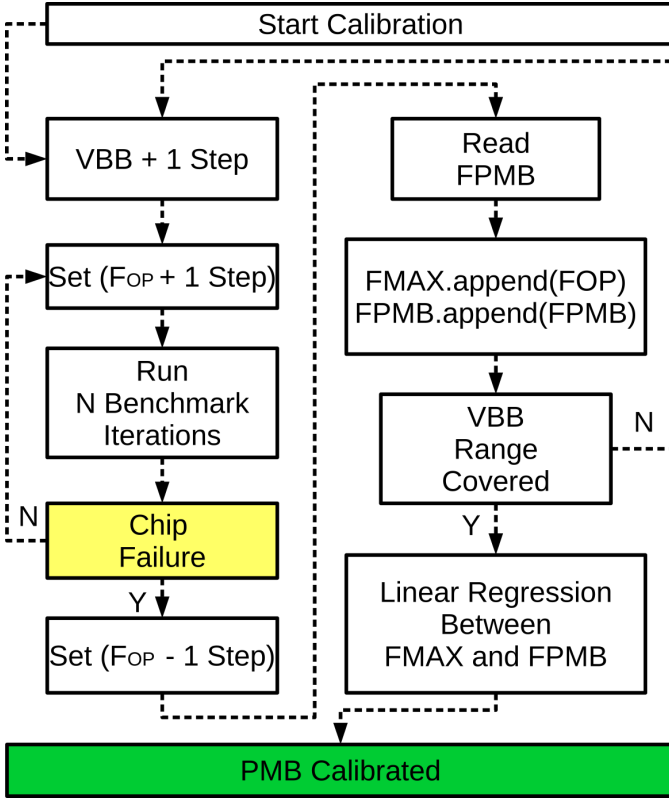 Start Calibration
VBB + 1 Step
Set (FOP + 1 Step)
Run
N Benchmark
Iterations
N
Chip
Failure
Y
Set (FOP - 1 Step)
Read
FPMB
FMAX.append(FOP)
FPMB.append(FPMB)
VBB
Range
Covered
N
Y
Linear Regression
Between
FMAX and FPMB
PMB Calibrated